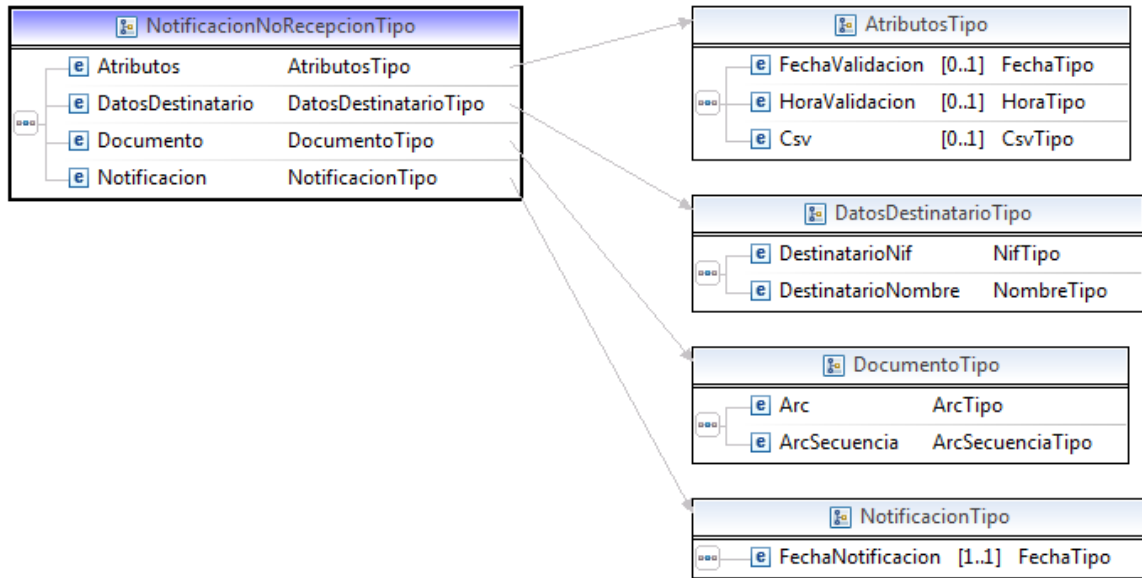 NotificacionNoRecepcionTipo
e Atributos AtributosTipo
e DatosDestinatario DatosDestinatarioTipo
e Documento DocumentoTipo
e Notificacion NotificacionTipo
AtributosTipo
e FechaValidacion [0..1] FechaTipo
e HoraValidacion [0..1] HoraTipo
e Csv [0..1] CsvTipo
DatosDestinatarioTipo
e DestinatarioNif NifTipo
e DestinatarioNombre NombreTipo
DocumentoTipo
e Arc ArcTipo
e ArcSecuencia ArcSecuenciaTipo
NotificacionTipo
e FechaNotificacion [1..1] FechaTipo